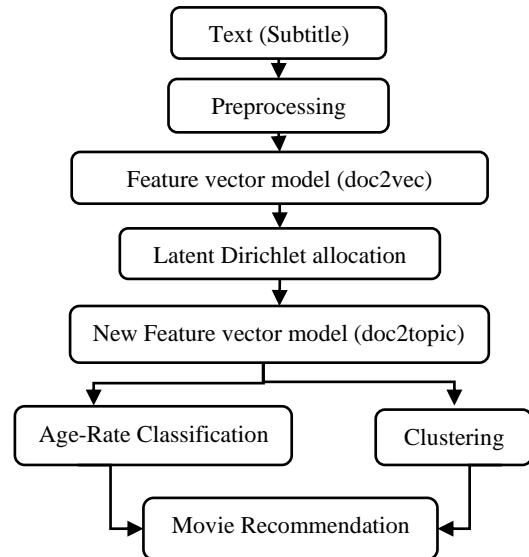 Text (Subtitle)
Preprocessing
Feature vector model (doc2vec)
Latent Dirichlet allocation
New Feature vector model (doc2topic)
Age-Rate Classification
Clustering
Movie Recommendation